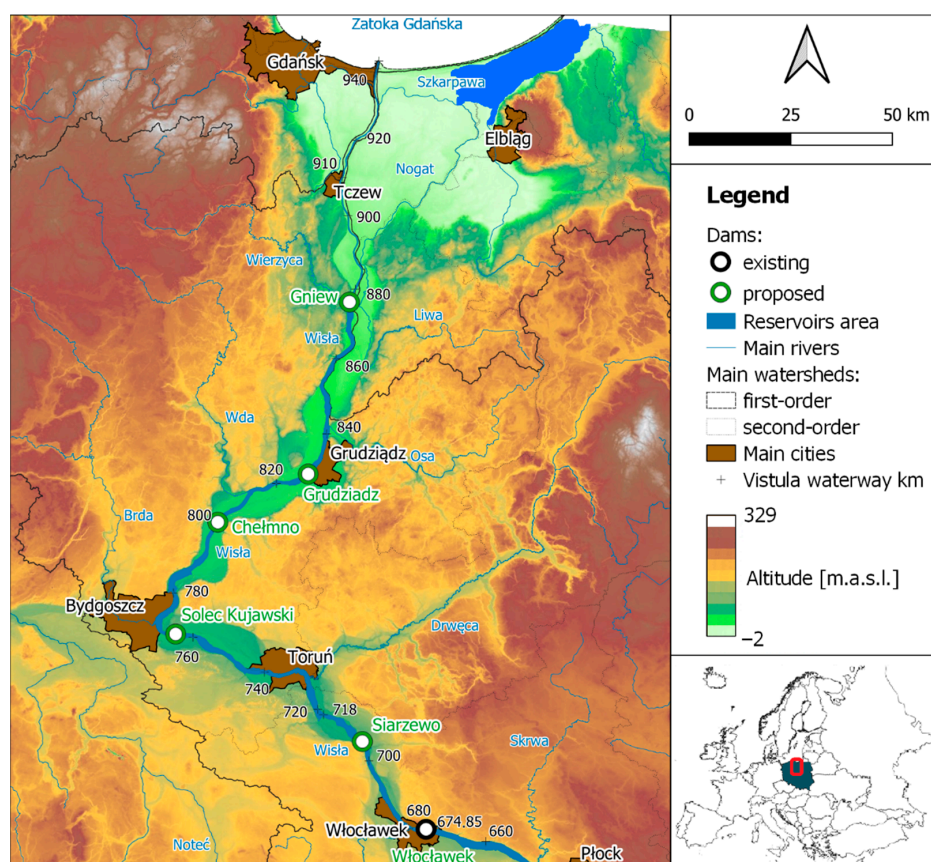 Zatoka Gdańska
Gdańsk
940
Szkarpawa
920
Elbląg
910
Nogat
Tczew
900
Wierzyca
Gniew
880
Liwa
Wisła
860
Wda
840
Grudziądz
Osa
820
Grudziadz
800
Chełmno
Brda
Wisła
780
Bydgoszcz
Solec Kujawski
Drwęca
760
Toruń
740
720
718
Siarzewo
Wisła
700
Skrwa
680
674,85
Włocławek
660
Noteć
Włocławek
Płock
0 25 50 km
Legend
Dams:
existing
proposed
Reservoirs area
Main rivers
Main watersheds:
first-order
second-order
Main cities
Vistula waterway km
329
Altitude [m.a.s.l.]
−2